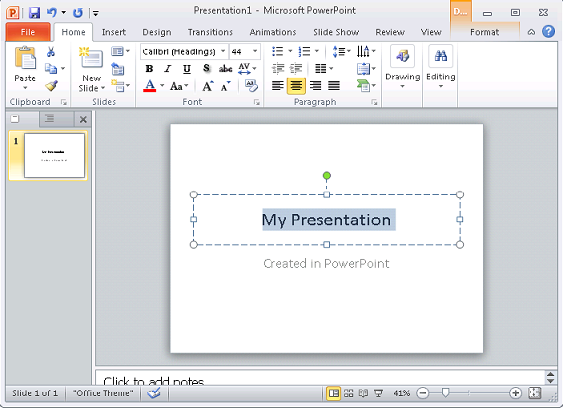 Presentation1 - Microsoft PowerPoint
D...
File Home Insert Design Transitions Animations Slide Show Review View Format
Calibri (Headings) 44
Paste
New
Slide
Drawing
Editing
B I U S abc AV
A Aa A A
Clipboard Slides Font Paragraph
1
My Presentation
My Presentation
Created in PowerPoint
Click to add notes
Slide 1 of 1 "Office Theme" 41%